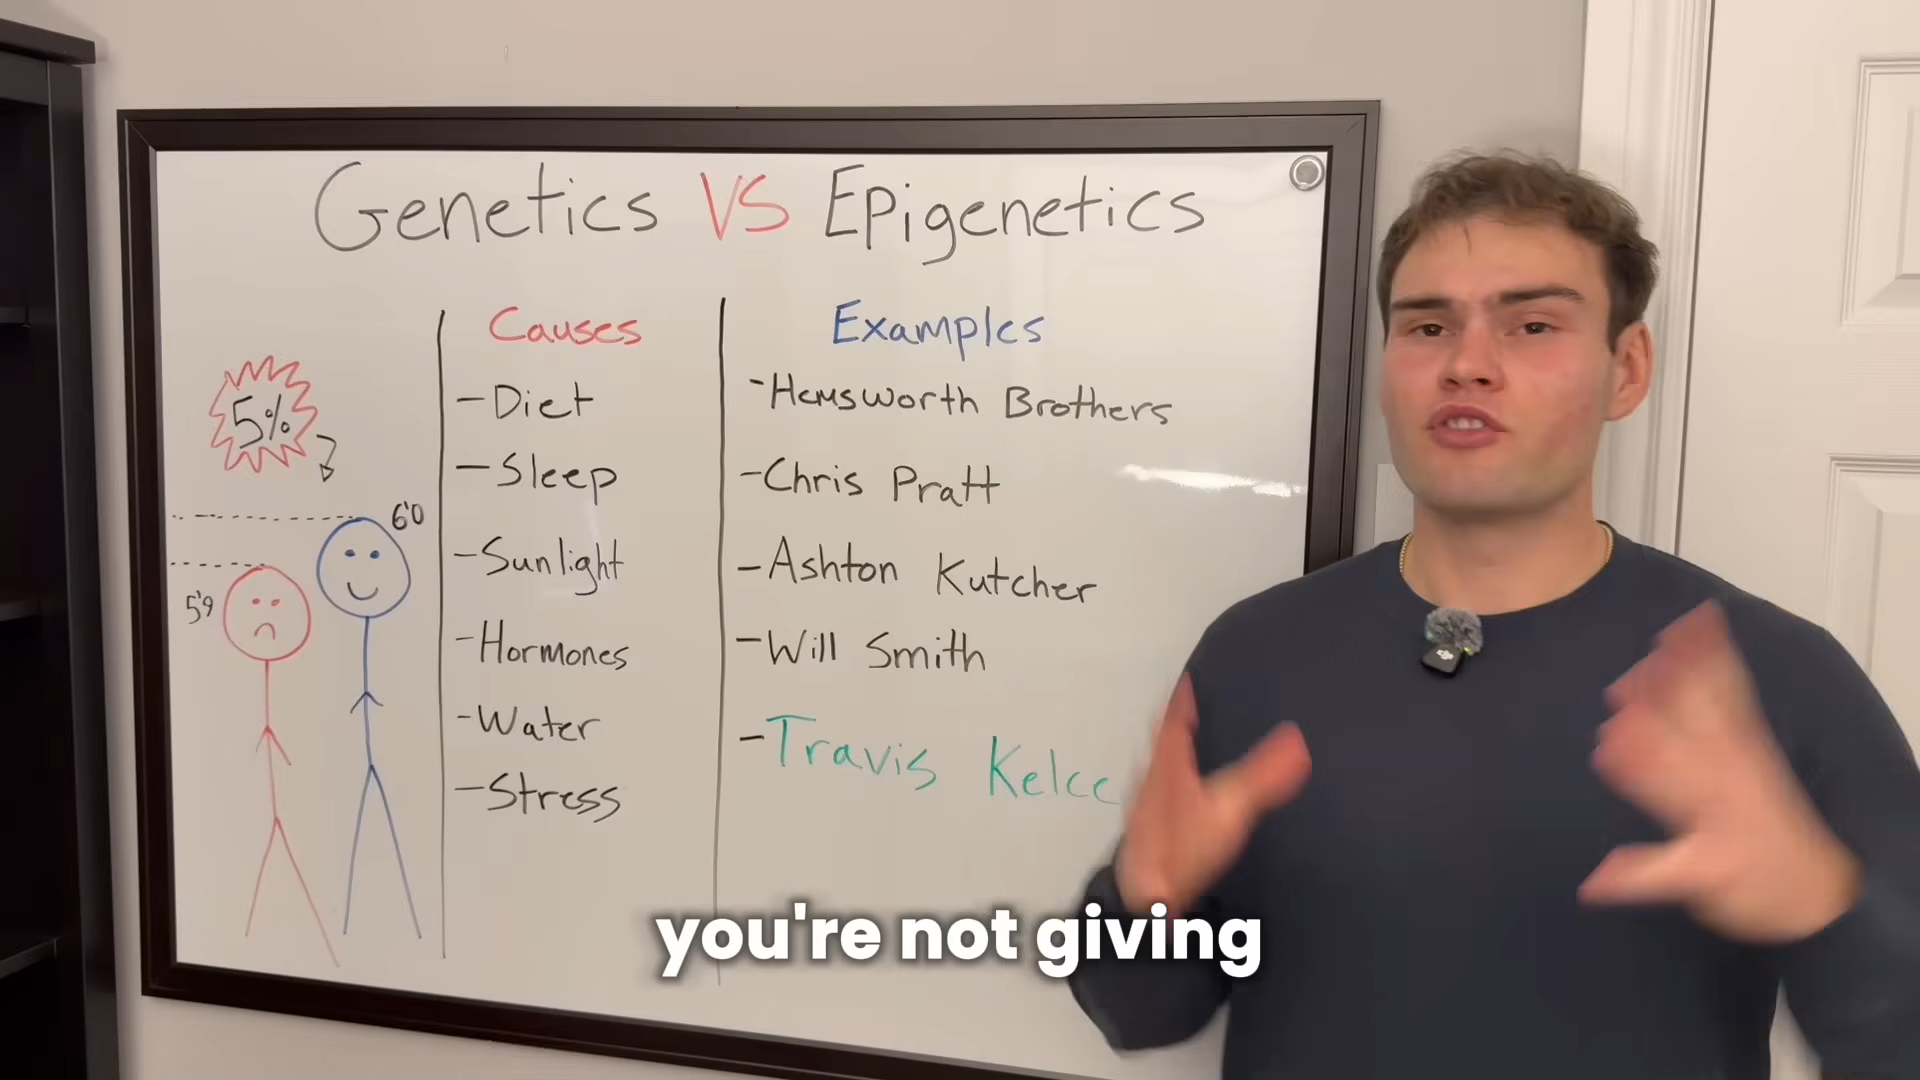 Genetics VS Epigenetics
5%
6'0
5'9
Causes
- Diet
- Sleep
- Sunlight
- Hormones
- Water
- Stress
Examples
- Hemsworth Brothers
- Chris Pratt
- Ashton Kutcher
- Will Smith
- Travis Kelce
you're not giving